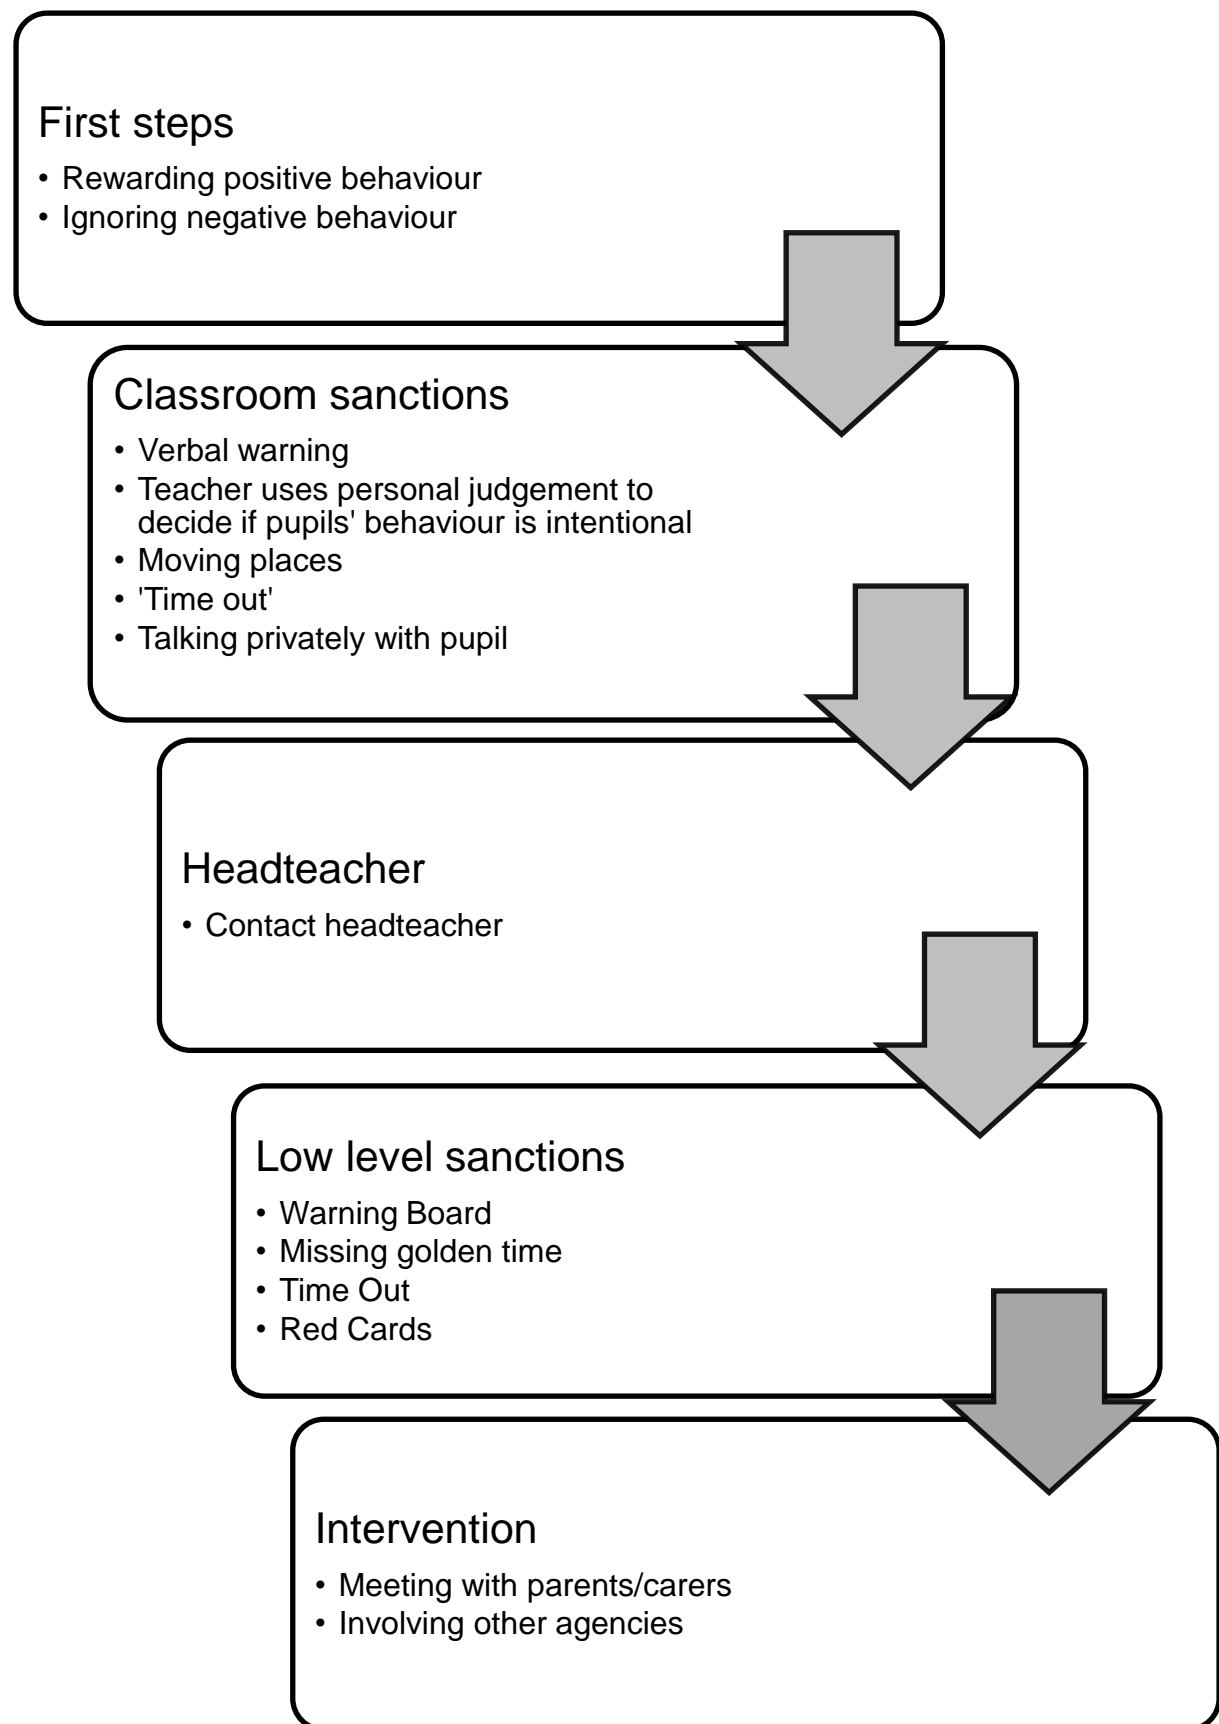 First steps
• Rewarding positive behaviour
• Ignoring negative behaviour
Classroom sanctions
• Verbal warning
• Teacher uses personal judgement to
decide if pupils' behaviour is intentional
• Moving places
• 'Time out'
• Talking privately with pupil
Headteacher
• Contact headteacher
Low level sanctions
• Warning Board
• Missing golden time
• Time Out
• Red Cards
Intervention
• Meeting with parents/carers
• Involving other agencies